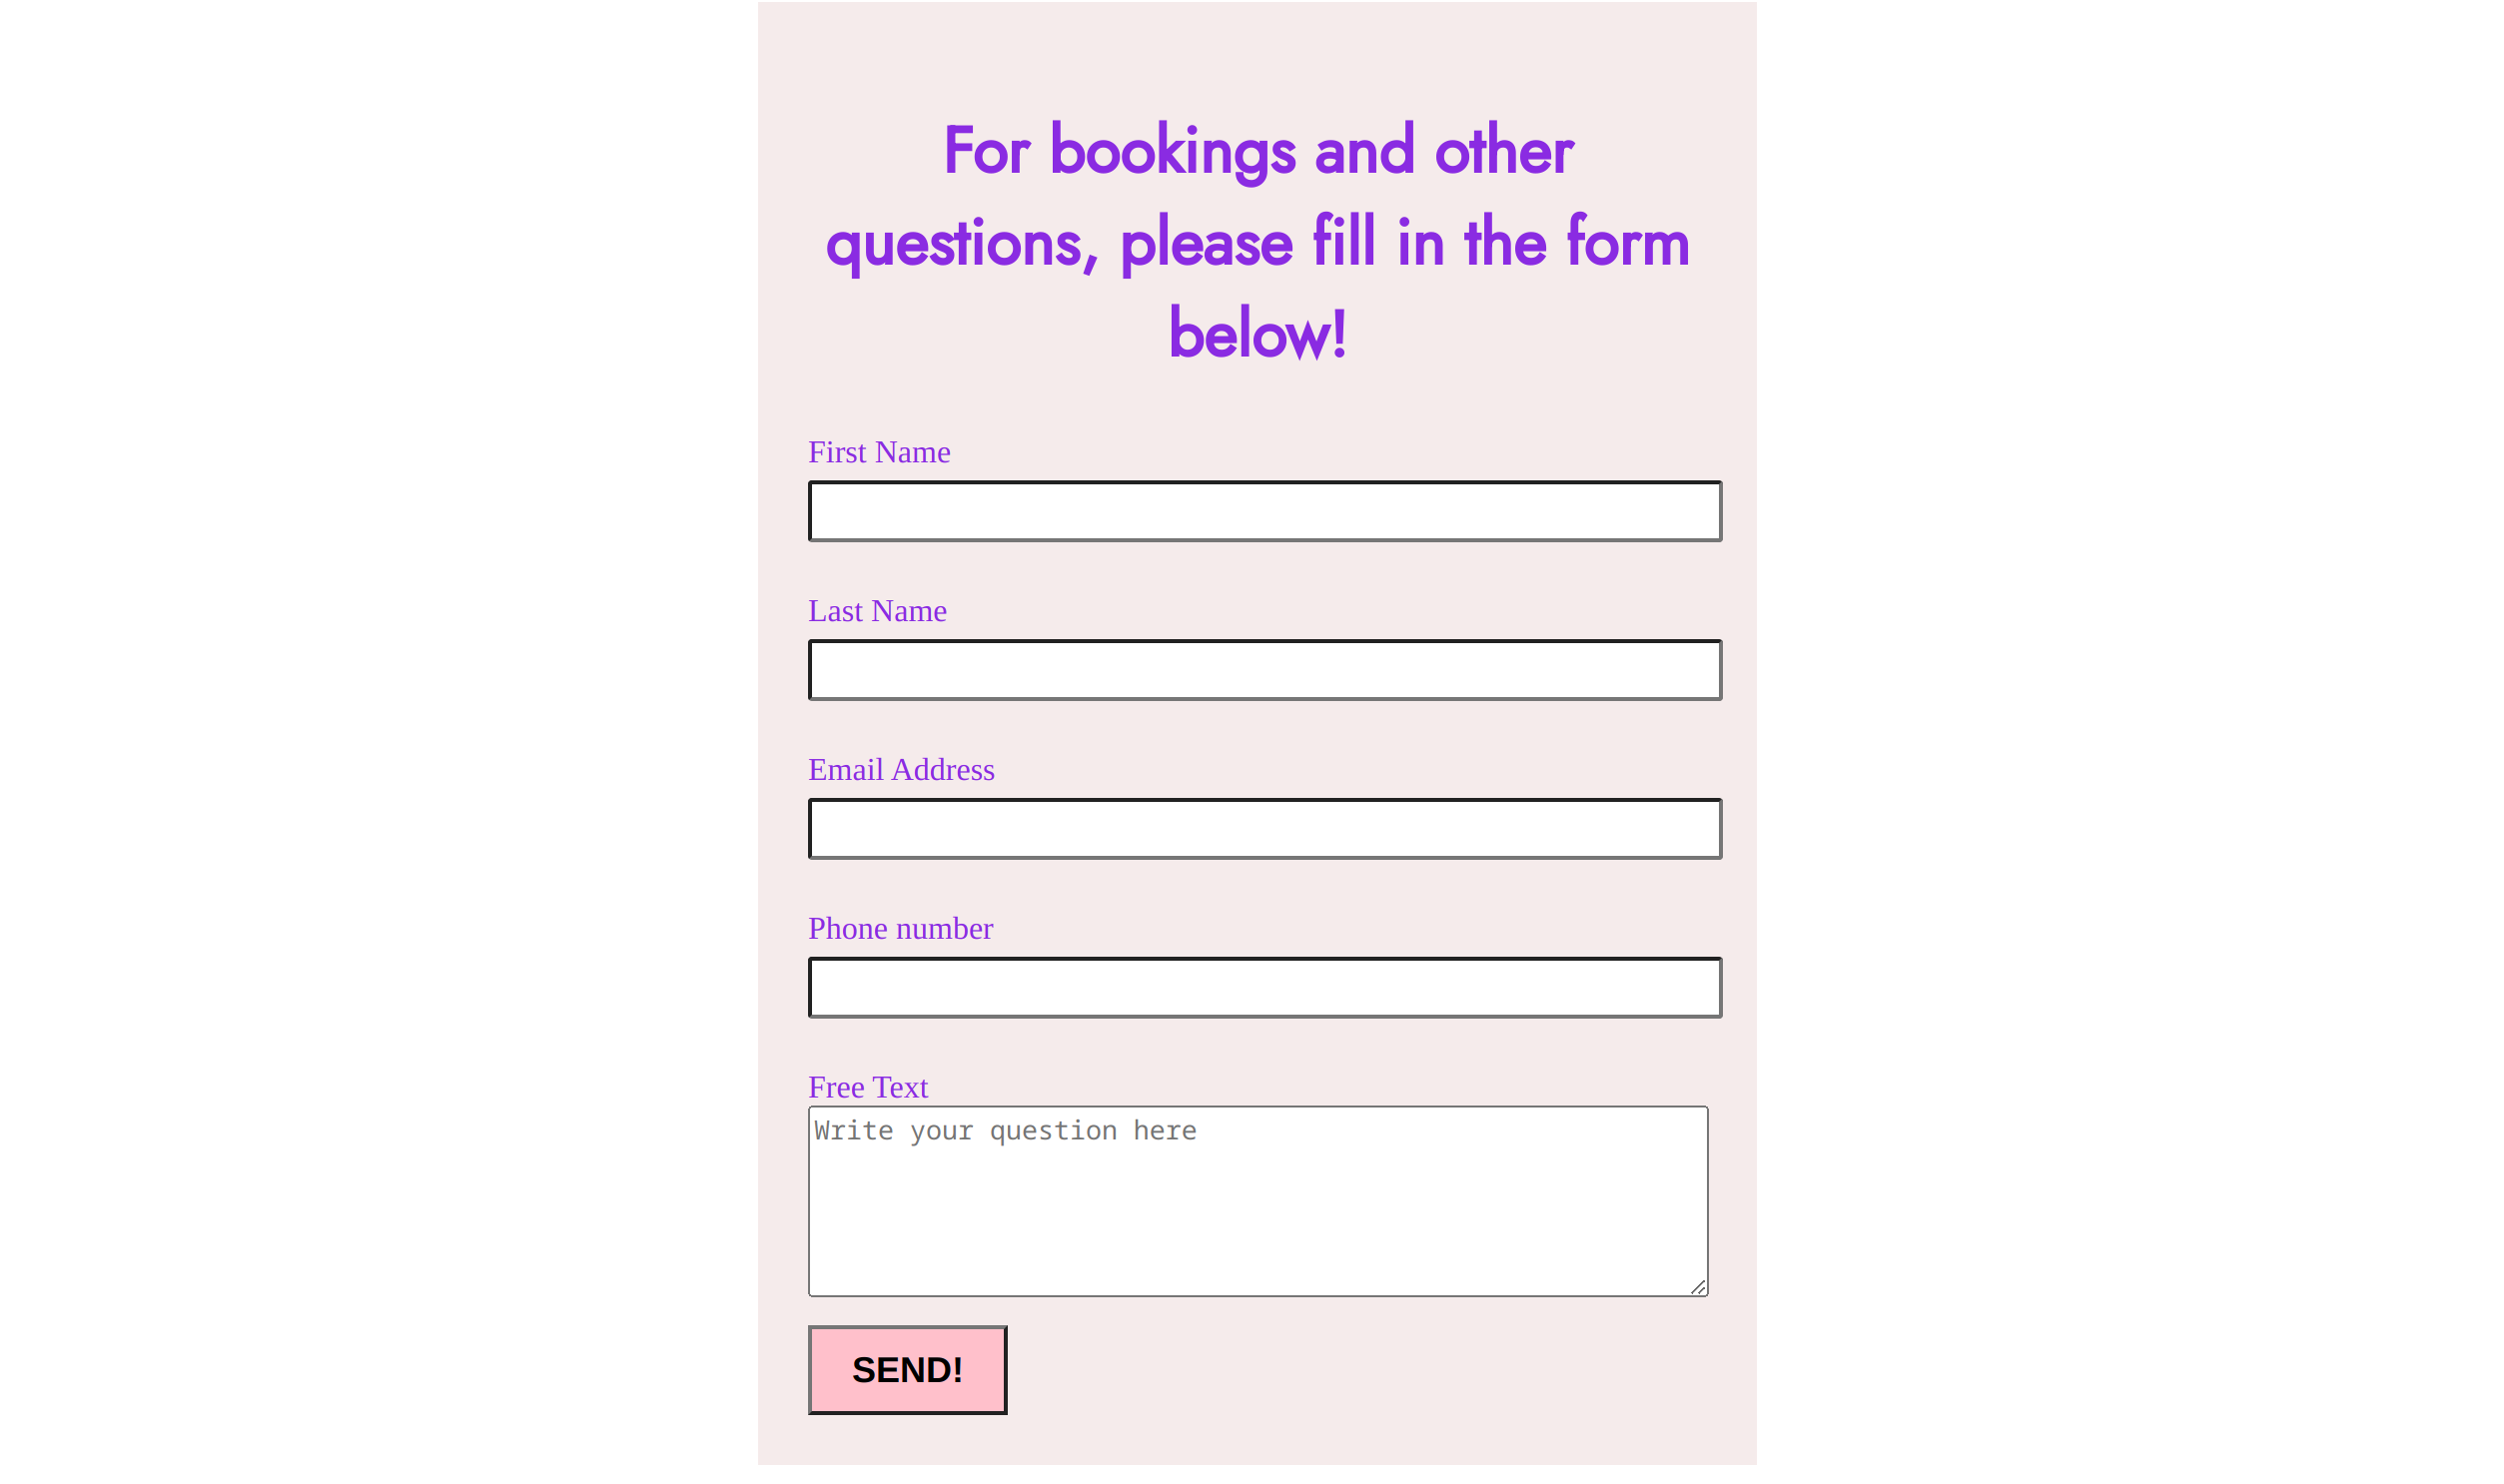 For bookings and other
questions, please fill in the form
below!
First Name
Last Name
Email Address
Phone number
Free Text
Write your question here
SEND!